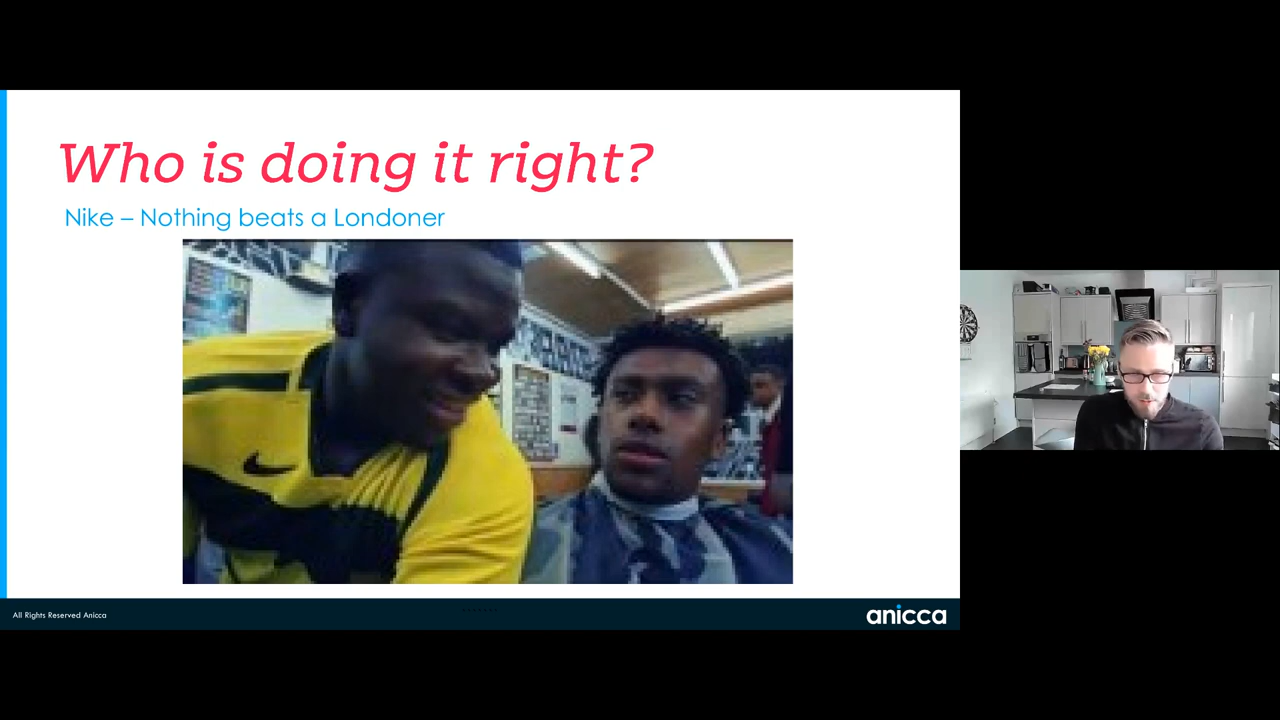 Who is doing it right?
Nike – Nothing beats a Londoner
All Rights Reserved Anicca
anicca